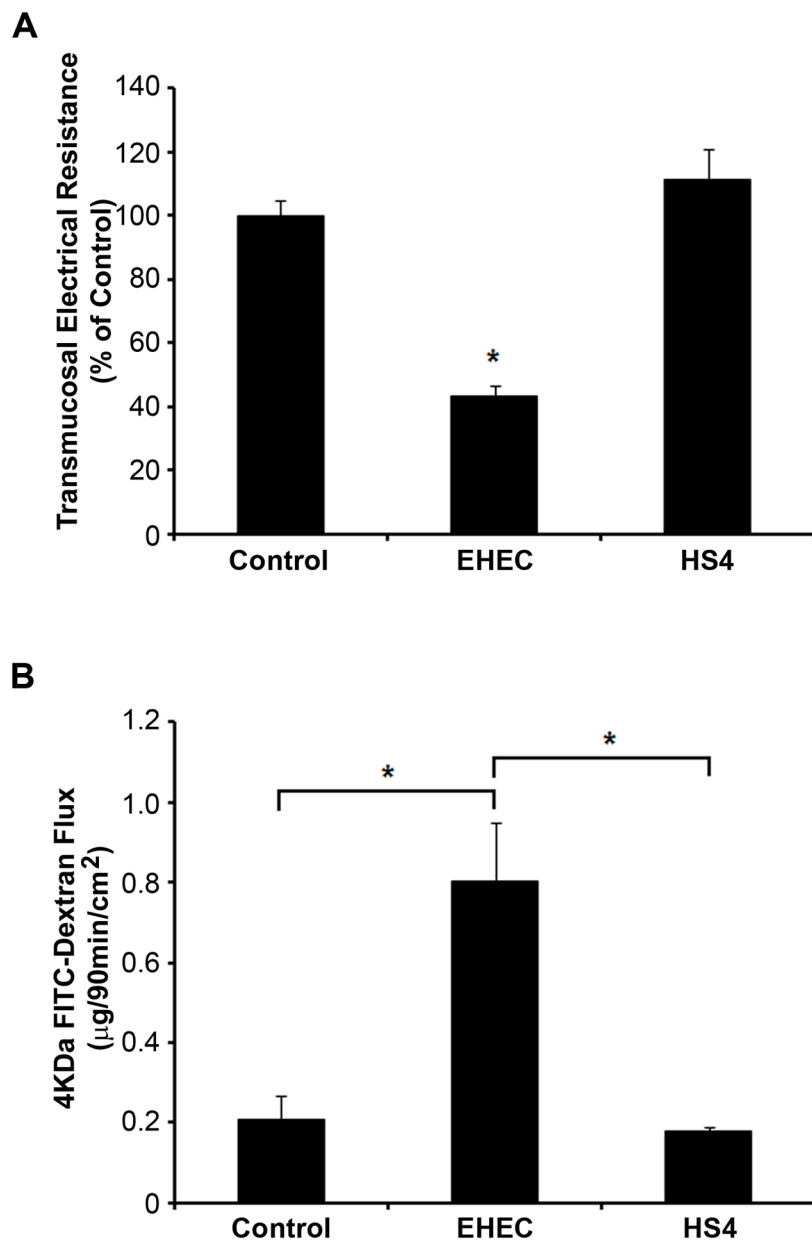 A
Transmucosal Electrical Resistance
(% of Control)
140
120
100
80
60
40
20
0
*
Control EHEC HS4
B
4KDa FITC-Dextran Flux
(µg/90min/cm²)
1.2
1.0
0.8
0.6
0.4
0.2
0
*
*
Control EHEC HS4